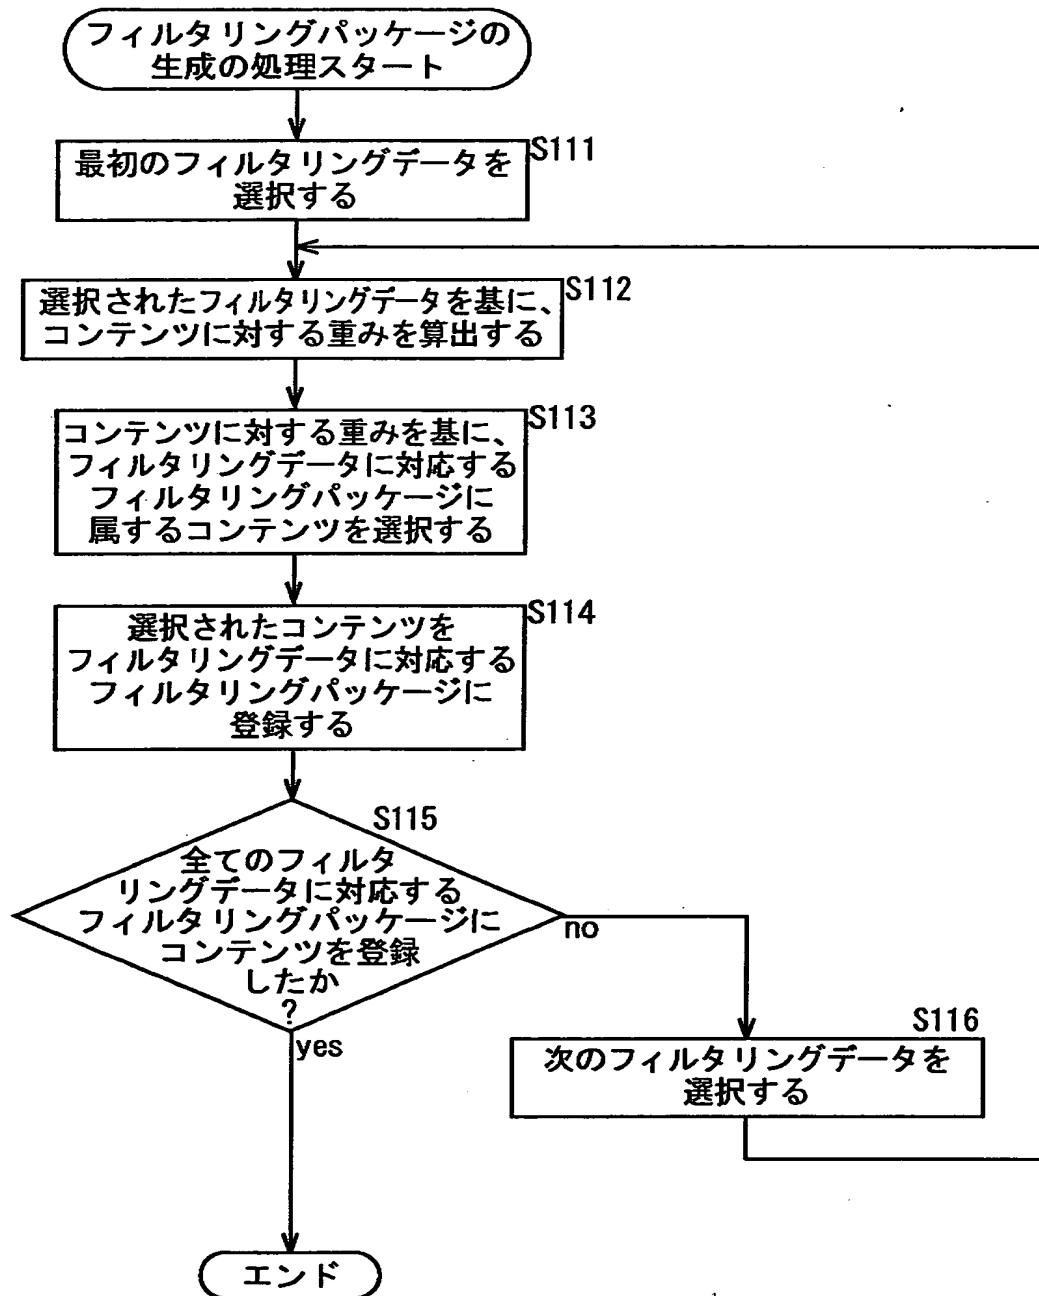 フィルタリングパッケージの
生成の処理スタート
S111
最初のフィルタリングデータを
選択する
S112
選択されたフィルタリングデータを基に、
コンテンツに対する重みを算出する
S113
コンテンツに対する重みを基に、
フィルタリングデータに対応する
フィルタリングパッケージに
属するコンテンツを選択する
S114
選択されたコンテンツを
フィルタリングデータに対応する
フィルタリングパッケージに
登録する
S115
全てのフィルタ
リングデータに対応する
フィルタリングパッケージに
コンテンツを登録
したか
?
no
yes
S116
次のフィルタリングデータを
選択する
エンド